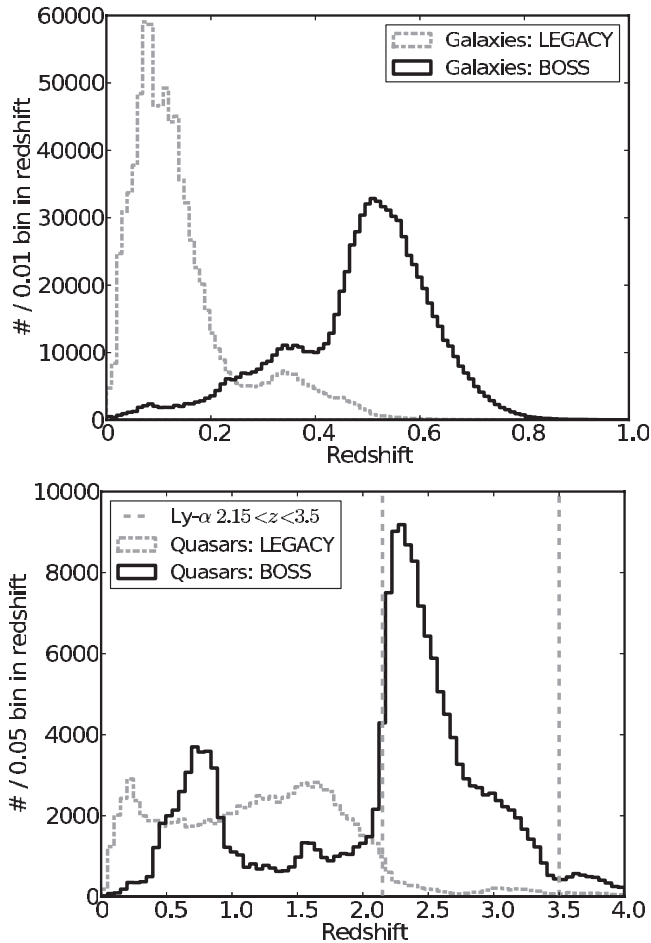 60000
50000
40000
30000
20000
10000
0
# / 0.01 bin in redshift
Galaxies: LEGACY
Galaxies: BOSS
0 0.2 0.4 0.6 0.8 1.0
Redshift
10000
8000
6000
4000
2000
0
# / 0.05 bin in redshift
Ly-α 2.15<z<3.5
Quasars: LEGACY
Quasars: BOSS
0 0.5 1.0 1.5 2.0 2.5 3.0 3.5 4.0
Redshift